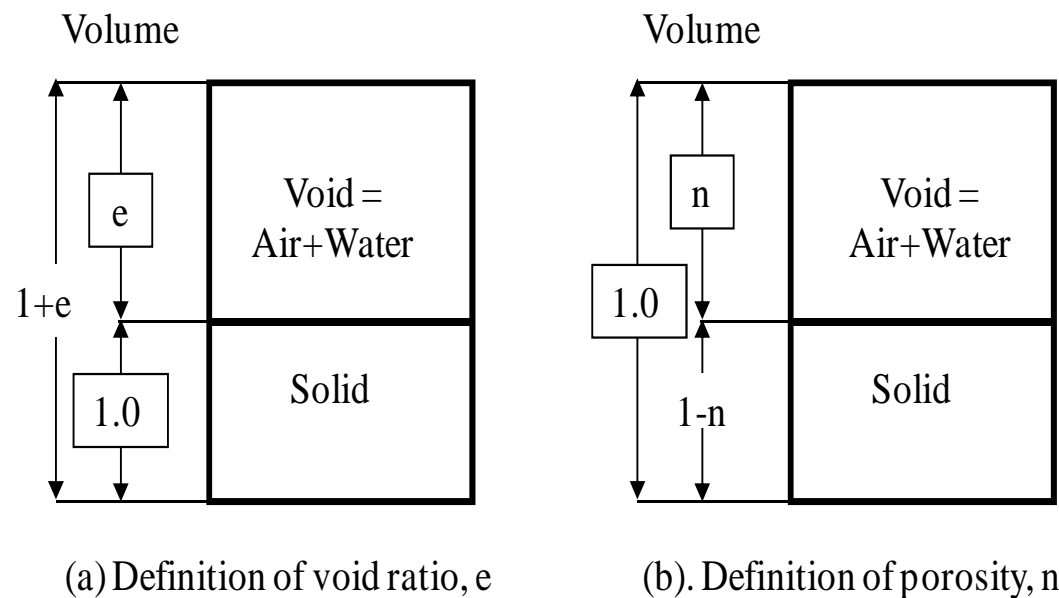 Volume
e
1+e
1.0
Void =
Air+Water
Solid
(a) Definition of void ratio, e
Volume
n
1.0
1-n
Void =
Air+Water
Solid
(b). Definition of porosity, n